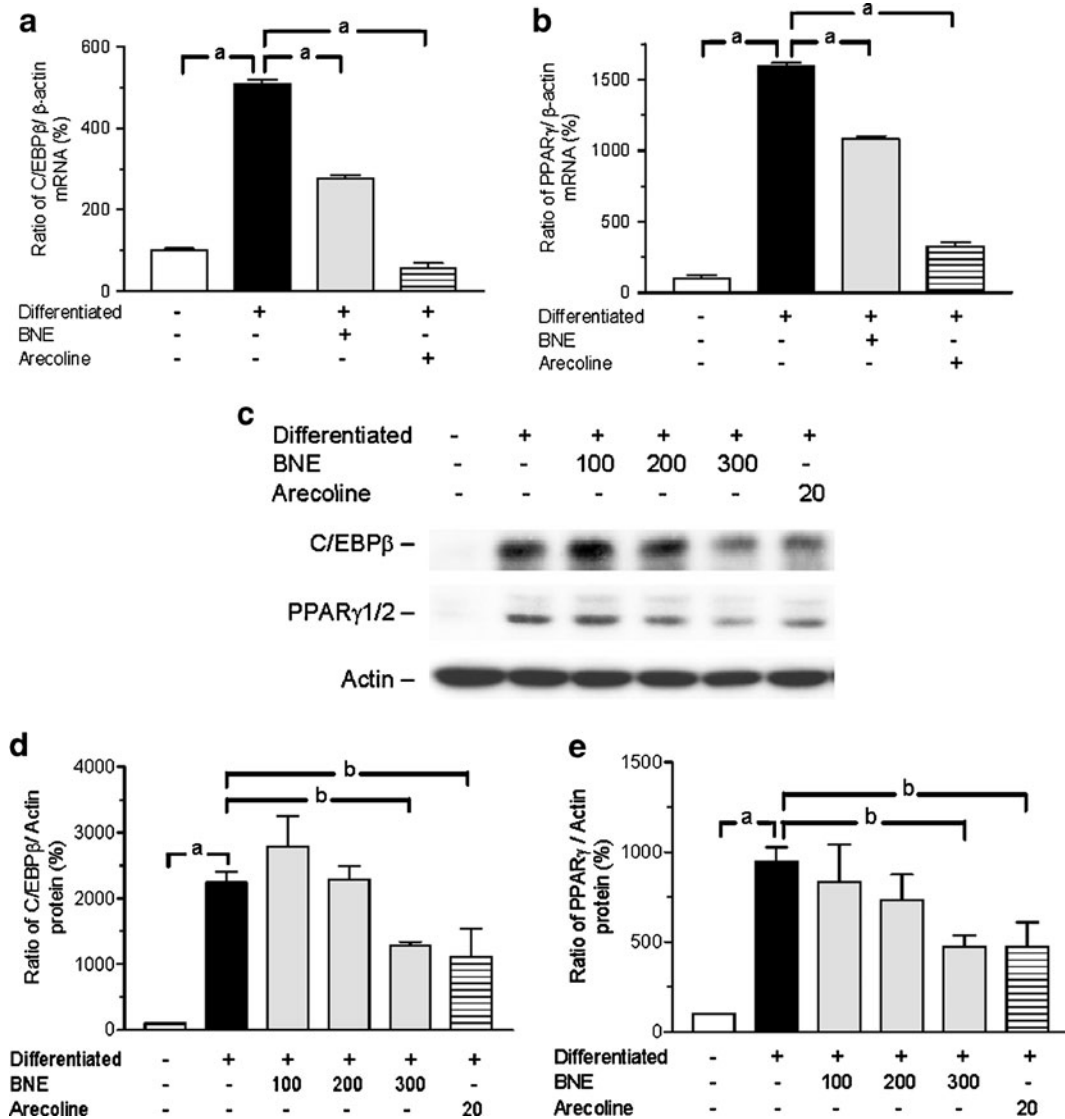 a
Ratio of C/EBPβ/ β-actin
mRNA (%)
600
400
200
0
a
a
a
Differentiated - + + +
BNE - - + -
Arecoline - - - +
b
Ratio of PPARγ/ β-actin
mRNA (%)
1500
1000
500
0
a
a
a
Differentiated - + + +
BNE - - + -
Arecoline - - - +
c
Differentiated - + + + + +
BNE - - 100 200 300 -
Arecoline - - - - - 20
C/EBPβ –
PPARγ1/2 –
Actin –
d
Ratio of C/EBPβ/Actin
protein (%)
4000
3000
2000
1000
0
b
b
a
Differentiated - + + + + +
BNE - - 100 200 300 -
Arecoline - - - - - 20
e
Ratio of PPARγ / Actin
protein (%)
1500
1000
500
0
b
b
a
Differentiated - + + + + +
BNE - - 100 200 300 -
Arecoline - - - - - 20